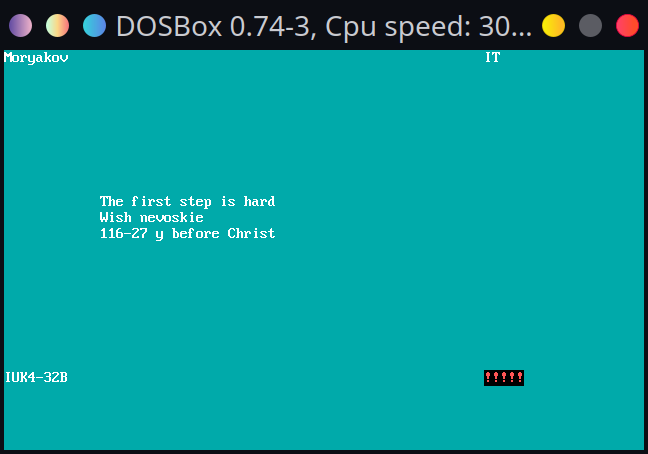 DOSBox 0.74-3, Cpu speed: 30...
Moryakov IT
The first step is hard
Wish nevoskie
116-27 y before Christ
IUK4-32B !!!!!